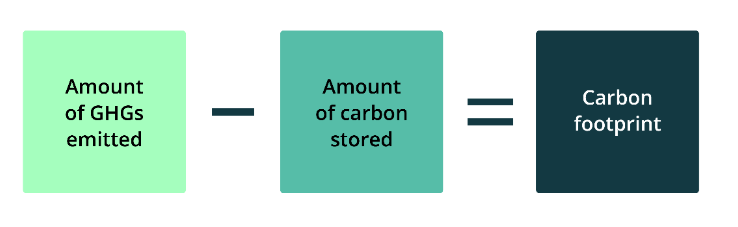 Amount
of GHGs
emitted
−
Amount
of carbon
stored
=
Carbon
footprint